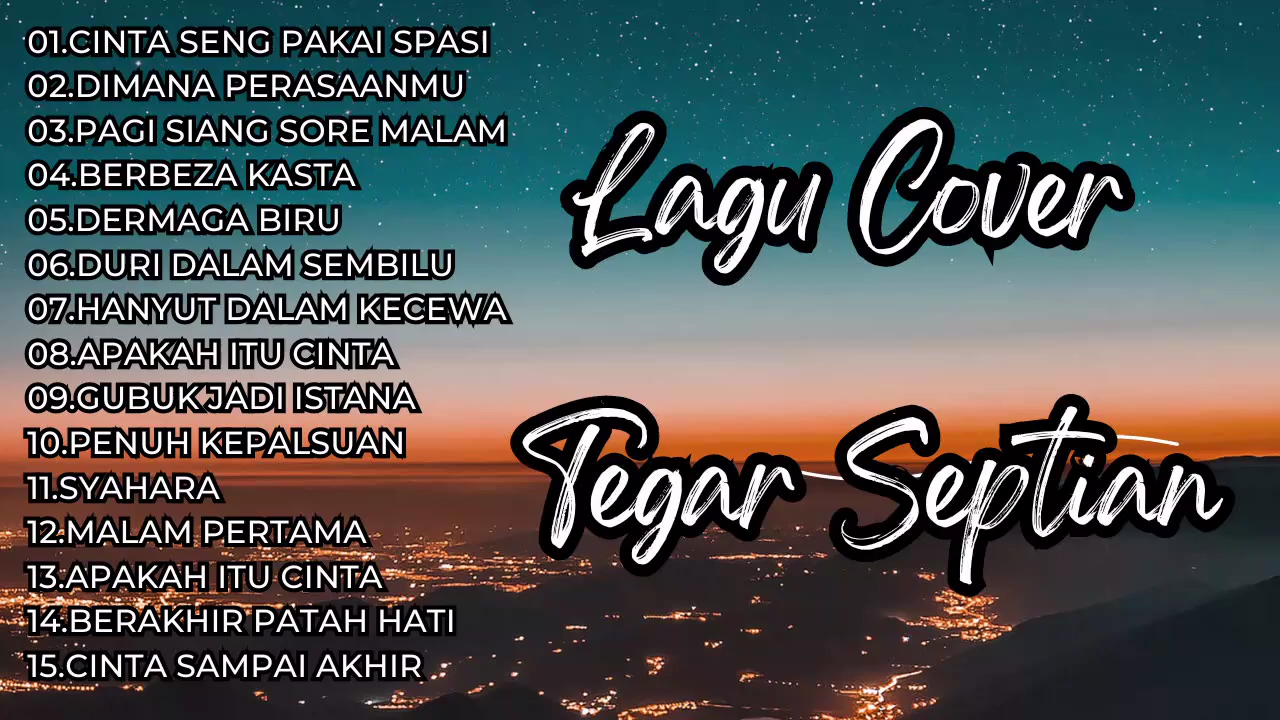 01.CINTA SENG PAKAI SPASI
02.DIMANA PERASAANMU
03.PAGI SIANG SORE MALAM
04.BERBEZA KASTA
05.DERMAGA BIRU
06.DURI DALAM SEMBILU
07.HANYUT DALAM KECEWA
08.APAKAH ITU CINTA
09.GUBUK JADI ISTANA
10.PENUH KEPALSUAN
11.SYAHARA
12.MALAM PERTAMA
13.APAKAH ITU CINTA
14.BERAKHIR PATAH HATI
15.CINTA SAMPAI AKHIR
Lagu Cover
Tegar Septian